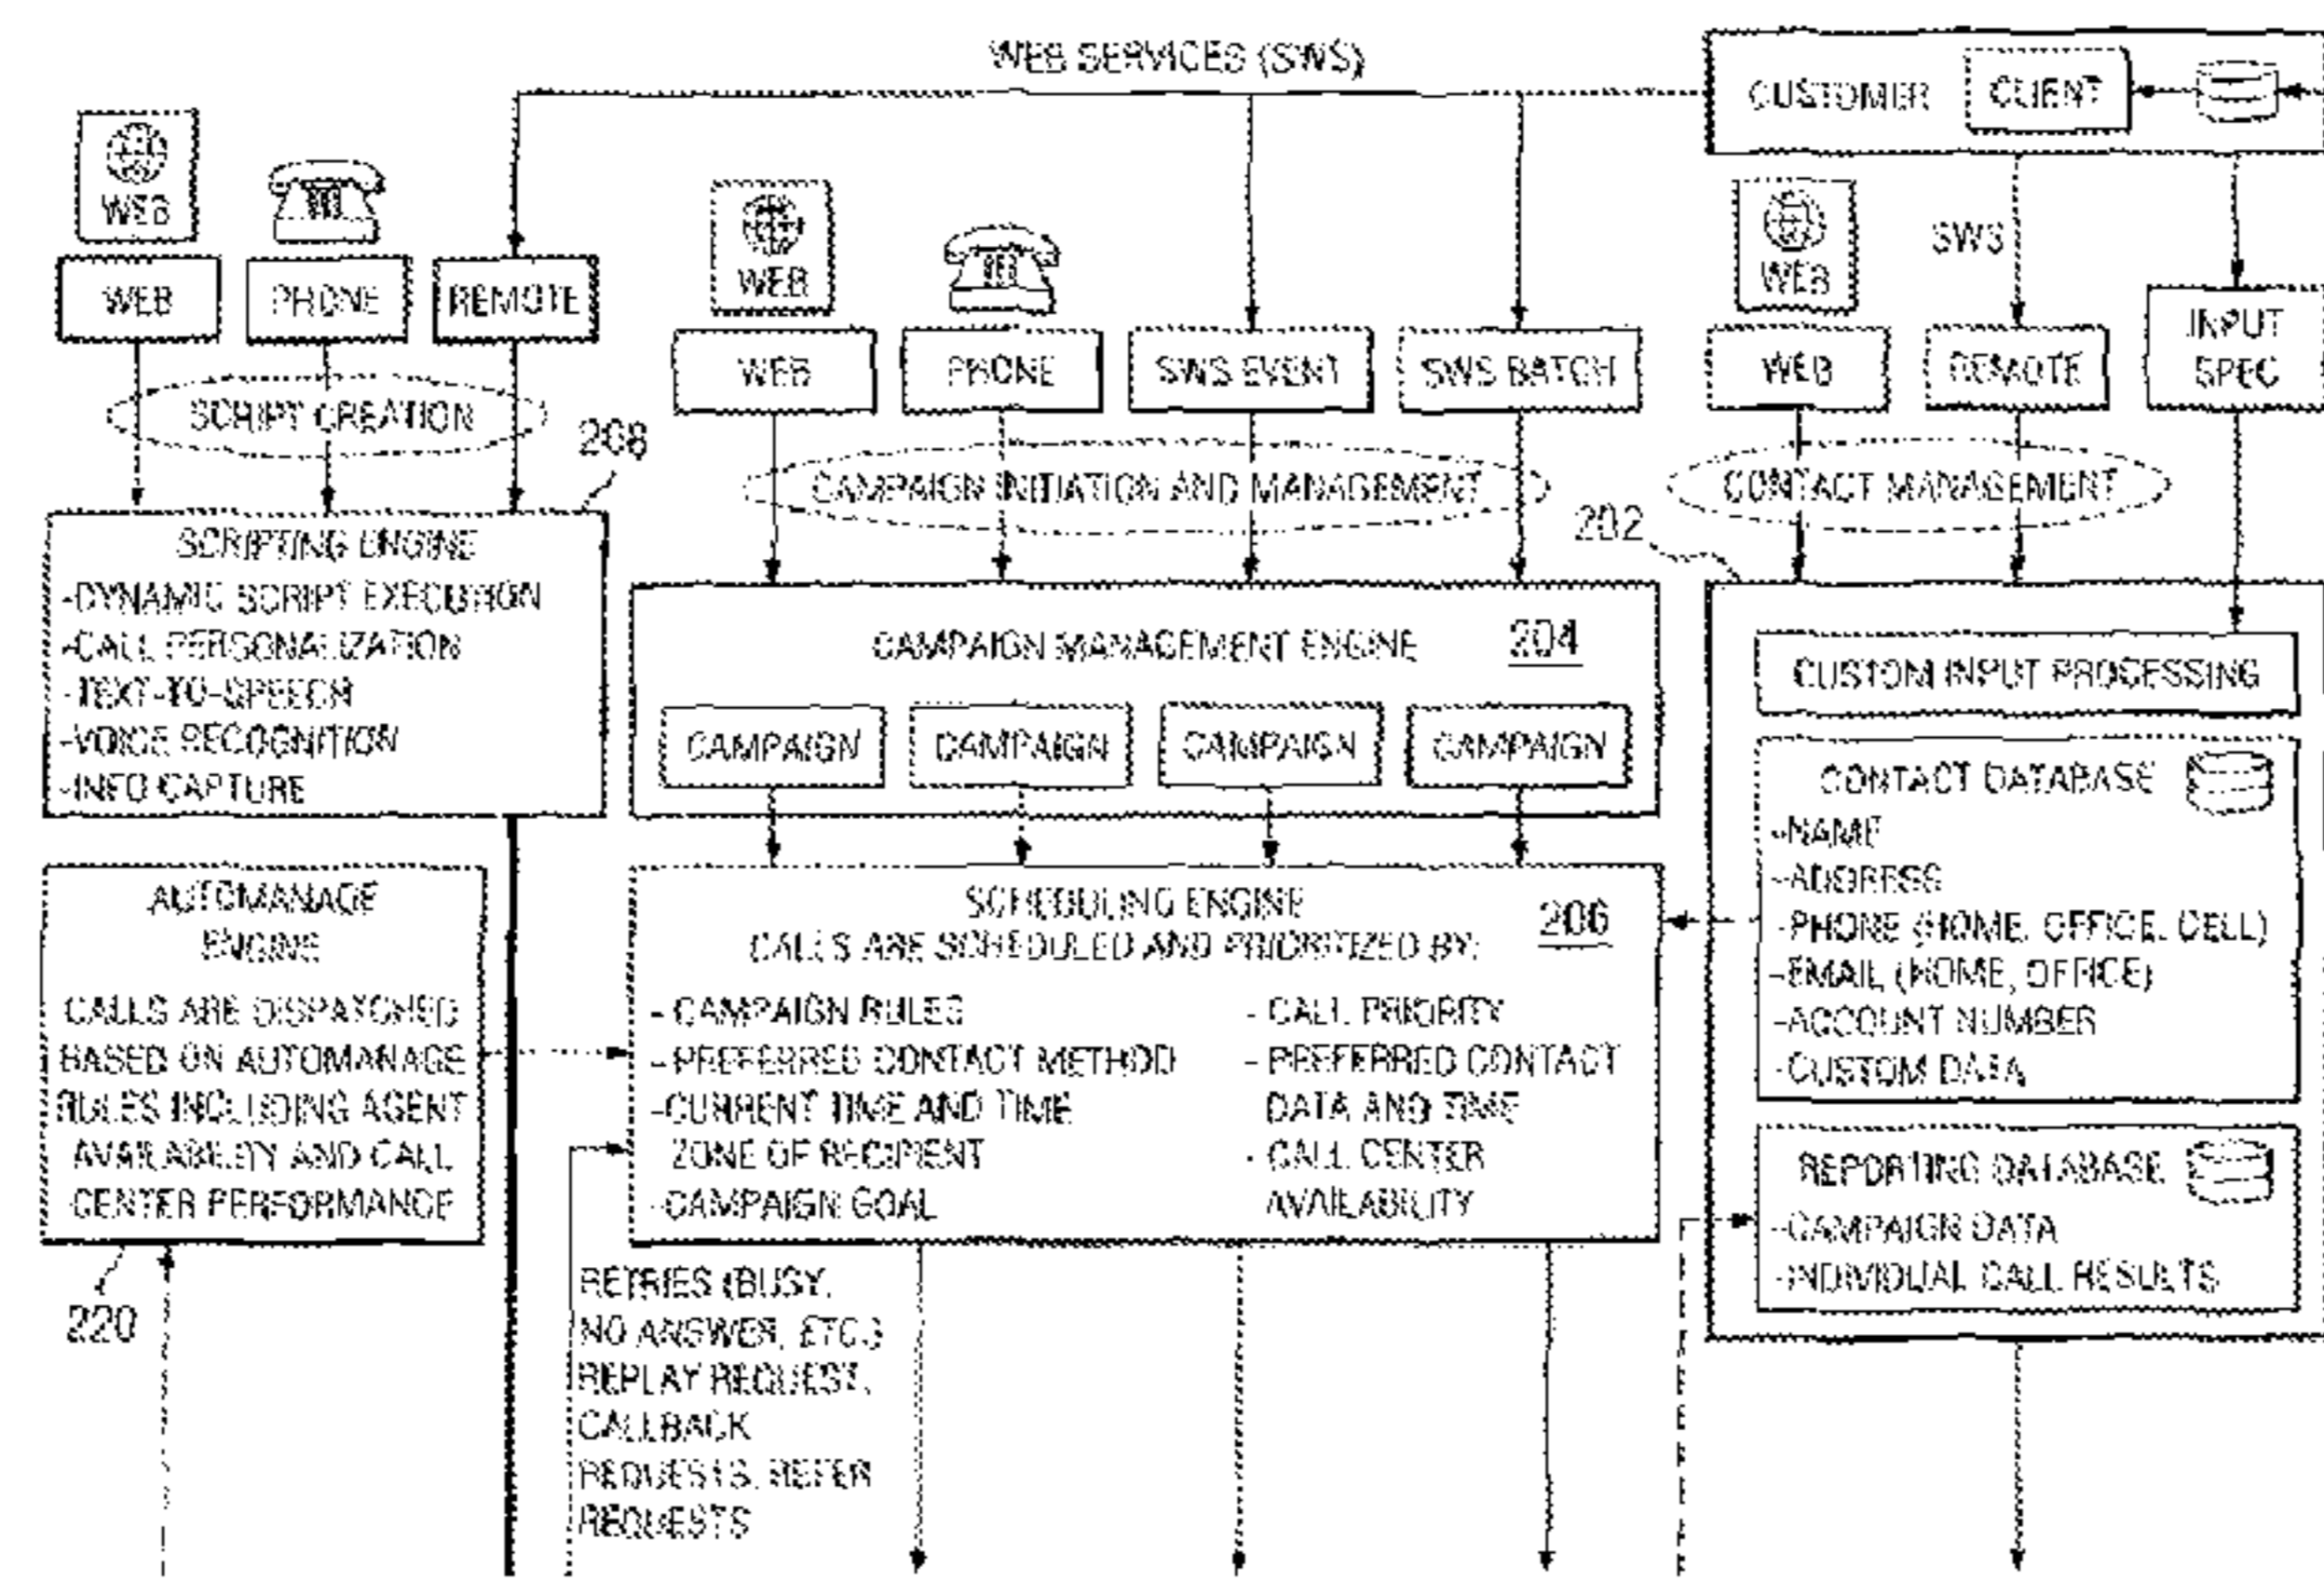 WEB SERVICES (SWS)
CUSTOMER
CLIENT
WEB
WEB
PHONE
REMOTE
WEB
WEB
PHONE
SWS EVENT
SWS BATCH
WEB
SWS
WEB
REMOTE
INPUT
SPEC
SCRIPT CREATION
208
CAMPAIGN INITIATION AND MANAGEMENT
CONTACT MANAGEMENT
202
SCRIPTING ENGINE
-DYNAMIC SCRIPT EXECUTION
-CALL PERSONALIZATION
-TEXT-TO-SPEECH
-VOICE RECOGNITION
-INFO CAPTURE
CAMPAIGN MANAGEMENT ENGINE 204
CAMPAIGN
CAMPAIGN
CAMPAIGN
CAMPAIGN
CUSTOM INPUT PROCESSING
CONTACT DATABASE
-NAME
-ADDRESS
-PHONE (HOME, OFFICE, CELL)
-EMAIL (HOME, OFFICE)
-ACCOUNT NUMBER
-CUSTOM DATA
REPORTING DATABASE
-CAMPAIGN DATA
-INDIVIDUAL CALL RESULTS
AUTOMANAGE
ENGINE
CALLS ARE DISPATCHED
BASED ON AUTOMANAGE
RULES INCLUDING AGENT
AVAILABILITY AND CALL
CENTER PERFORMANCE
220
SCHEDULING ENGINE 206
CALLS ARE SCHEDULED AND PRIORITIZED BY:
- CAMPAIGN RULES
-PREFERRED CONTACT METHOD
-CURRENT TIME AND TIME
ZONE OF RECIPIENT
-CAMPAIGN GOAL
- CALL PRIORITY
- PREFERRED CONTACT
DATA AND TIME
- CALL CENTER
AVAILABILITY
RETRIES (BUSY,
NO ANSWER, ETC.)
REPLAY REQUEST,
CALLBACK
REQUESTS, REFER
REQUESTS